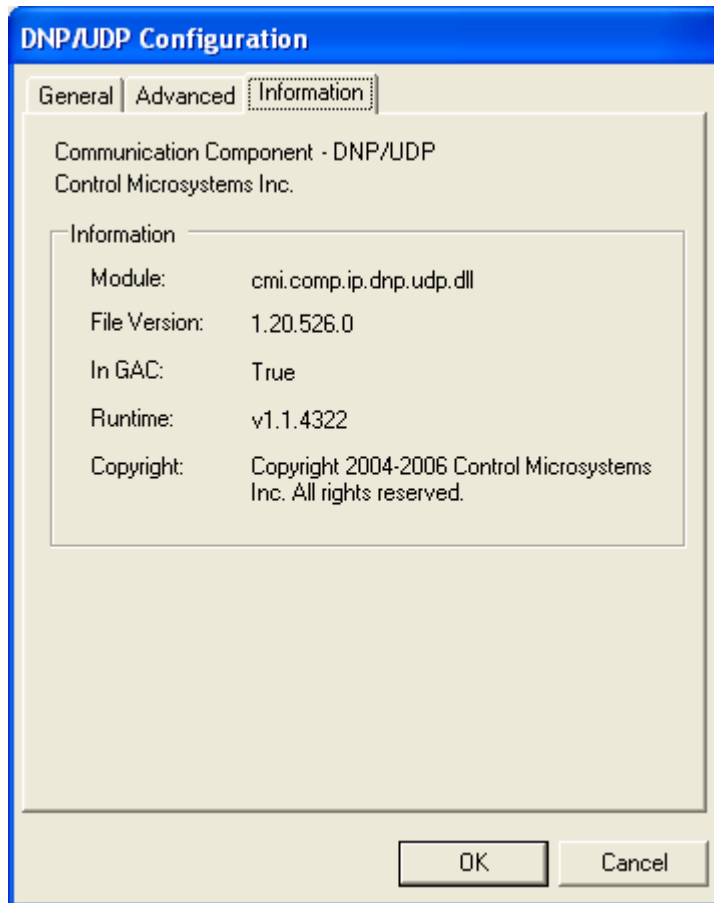 DNP/UDP Configuration
General Advanced Information
Communication Component - DNP/UDP
Control Microsystems Inc.
Information
Module: cmi.comp.ip.dnp.udp.dll
File Version: 1.20.526.0
In GAC: True
Runtime: v1.1.4322
Copyright: Copyright 2004-2006 Control Microsystems
Inc. All rights reserved.
OK Cancel